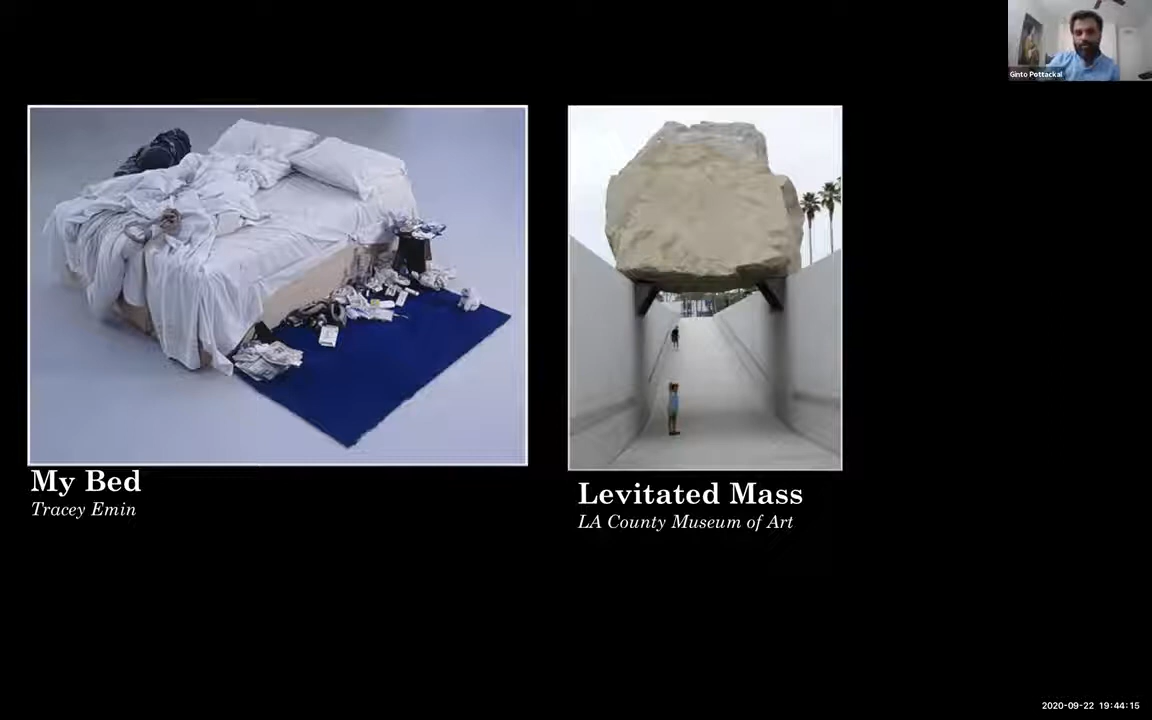 Ginto Pottackal
My Bed
Tracey Emin
Levitated Mass
LA County Museum of Art
2020-09-22 19:44:15